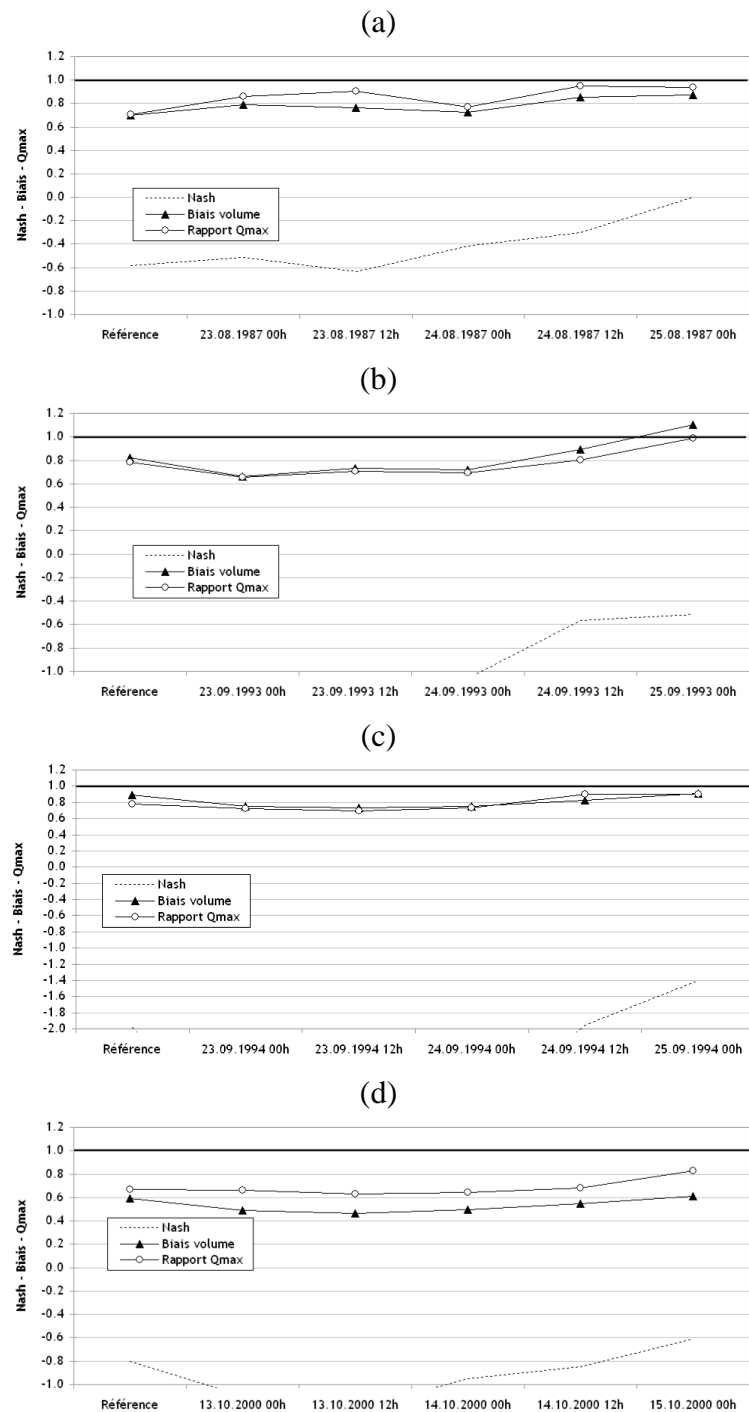 (a)
1.2
1.0
0.8
0.6
0.4
0.2
0.0
-0.2
-0.4
-0.6
-0.8
-1.0
Nash - Biais - Qmax
Nash
Biais volume
Rapport Qmax
Référence 23.08.1987 00h 23.08.1987 12h 24.08.1987 00h 24.08.1987 12h 25.08.1987 00h
(b)
1.2
1.0
0.8
0.6
0.4
0.2
0.0
-0.2
-0.4
-0.6
-0.8
-1.0
Nash - Biais - Qmax
Nash
Biais volume
Rapport Qmax
Référence 23.09.1993 00h 23.09.1993 12h 24.09.1993 00h 24.09.1993 12h 25.09.1993 00h
(c)
1.2
1.0
0.8
0.6
0.4
0.2
0.0
-0.2
-0.4
-0.6
-0.8
-1.0
-1.2
-1.4
-1.6
-1.8
-2.0
Nash - Biais - Qmax
Nash
Biais volume
Rapport Qmax
Référence 23.09.1994 00h 23.09.1994 12h 24.09.1994 00h 24.09.1994 12h 25.09.1994 00h
(d)
1.2
1.0
0.8
0.6
0.4
0.2
0.0
-0.2
-0.4
-0.6
-0.8
-1.0
Nash - Biais - Qmax
Nash
Biais volume
Rapport Qmax
Référence 13.10.2000 00h 13.10.2000 12h 14.10.2000 00h 14.10.2000 12h 15.10.2000 00h